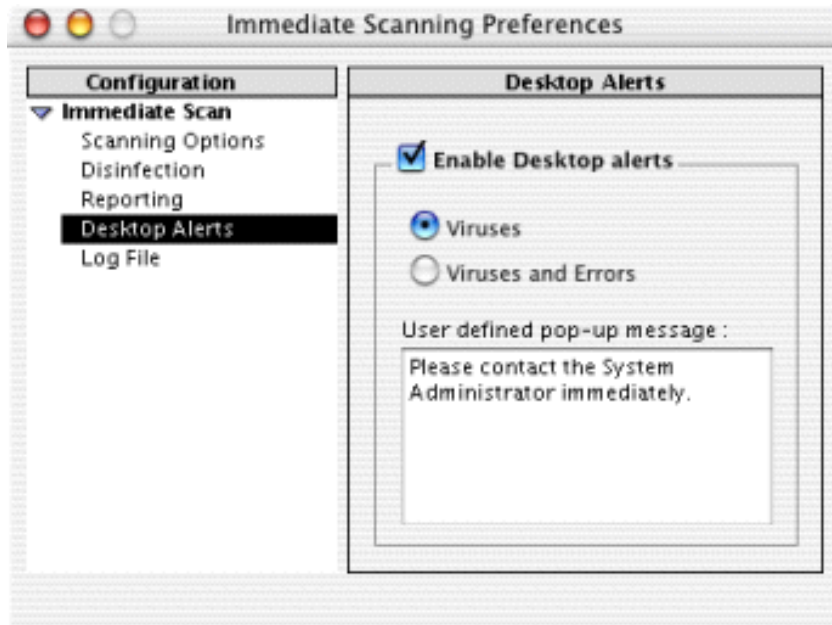 Immediate Scanning Preferences
Configuration
Immediate Scan
Scanning Options
Disinfection
Reporting
Desktop Alerts
Log File
Desktop Alerts
Enable Desktop alerts
Viruses
Viruses and Errors
User defined pop-up message :
Please contact the System
Administrator immediately.